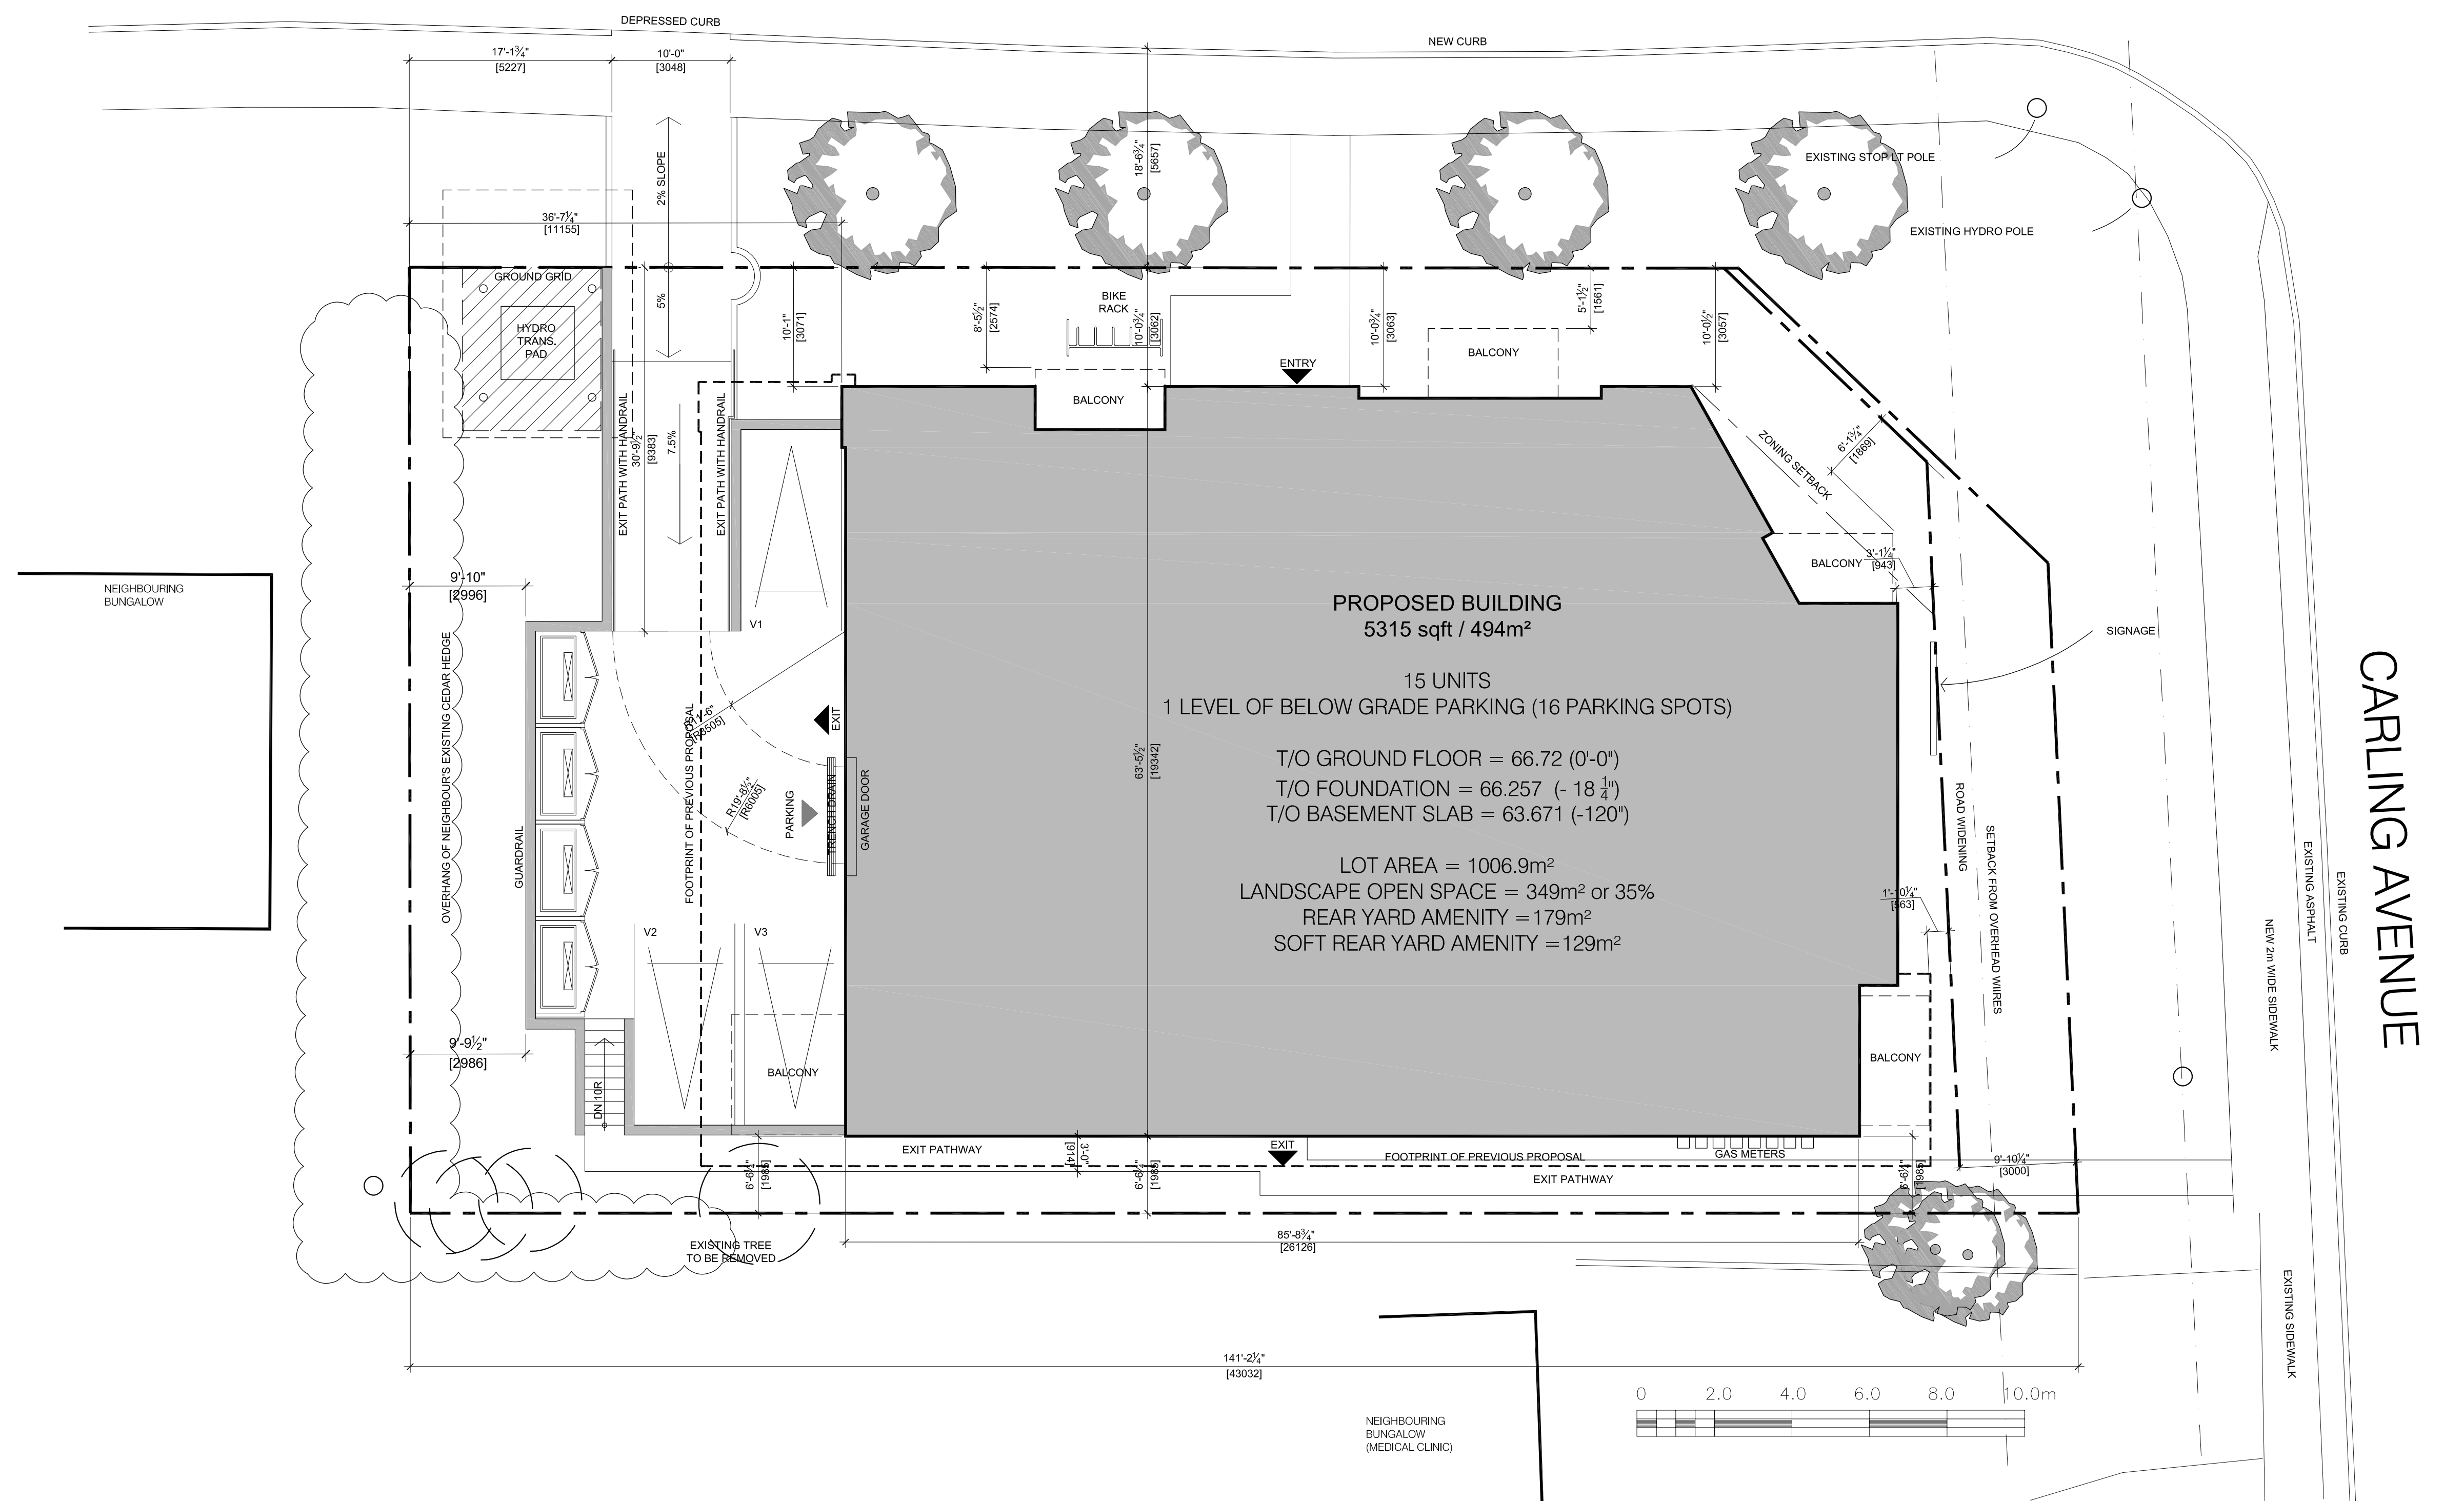 DEPRESSED CURB
NEW CURB
17'-1¾"
[5227]
10'-0"
[3048]
2% SLOPE
18'-6¾"
[5657]
EXISTING STOP LT POLE
EXISTING HYDRO POLE
36'-7¼"
[11155]
GROUND GRID
HYDRO
TRANS.
PAD
5%
10'-1"
[3071]
8'-5½"
[2574]
BIKE
RACK
10'-0¾"
[3062]
ENTRY
10'-0¾"
[3063]
5'-1½"
[1561]
BALCONY
10'-0½"
[3057]
BALCONY
EXIT PATH WITH HANDRAIL
30'-9½"
[9383]
7.5%
EXIT PATH WITH HANDRAIL
ZONING SETBACK
6'-1¾"
[1869]
BALCONY
3'-1¼"
[943]
NEIGHBOURING
BUNGALOW
9'-10"
[2996]
V1
PROPOSED BUILDING
5315 sqft / 494m²
15 UNITS
1 LEVEL OF BELOW GRADE PARKING (16 PARKING SPOTS)
T/O GROUND FLOOR = 66.72 (0'-0")
T/O FOUNDATION = 66.257 (- 18 ¼")
T/O BASEMENT SLAB = 63.671 (-120")
LOT AREA = 1006.9m²
LANDSCAPE OPEN SPACE = 349m² or 35%
REAR YARD AMENITY =179m²
SOFT REAR YARD AMENITY =129m²
SIGNAGE
CARLING AVENUE
OVERHANG OF NEIGHBOUR'S EXISTING CEDAR HEDGE
GUARDRAIL
FOOTPRINT OF PREVIOUS PROPOSAL
R11'-6"
[R3505]
EXIT
R19'-8½"
[R6005]
PARKING
TRENCH DRAIN
GARAGE DOOR
63'-5½"
[19342]
ROAD WIDENING
SETBACK FROM OVERHEAD WIIRES
1'-10¼"
[563]
EXISTING ASPHALT
EXISTING CURB
NEW 2m WIDE SIDEWALK
V2
V3
9'-9½"
[2986]
DN 10R
BALCONY
BALCONY
EXIT PATHWAY
3'-0"
[914]
EXIT
FOOTPRINT OF PREVIOUS PROPOSAL
GAS METERS
EXIT PATHWAY
6'-6¼"
[1985]
6'-6¼"
[1985]
6'-6¼"
[1985]
9'-10¼"
[3000]
EXISTING TREE
TO BE REMOVED
85'-8¾"
[26126]
EXISTING SIDEWALK
141'-2¼"
[43032]
NEIGHBOURING
BUNGALOW
(MEDICAL CLINIC)
0 2.0 4.0 6.0 8.0 10.0m